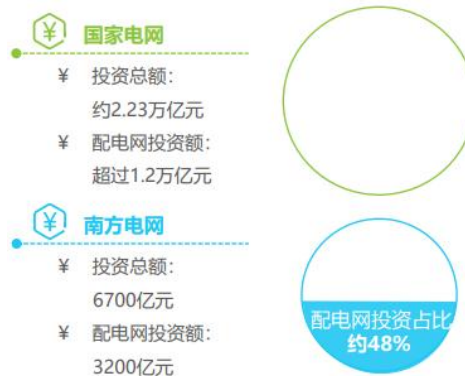 国家电网
¥ 投资总额：
约2.23万亿元
¥ 配电网投资额：
超过1.2万亿元
南方电网
¥ 投资总额：
6700亿元
¥ 配电网投资额：
3200亿元
配电网投资占比
约48%